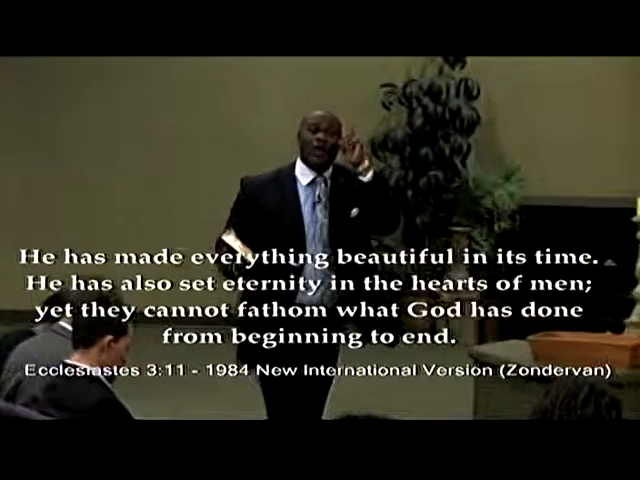 He has made everything beautiful in its time.
He has also set eternity in the hearts of men;
yet they cannot fathom what God has done
from beginning to end.
Ecclesiastes 3:11 - 1984 New International Version (Zondervan)